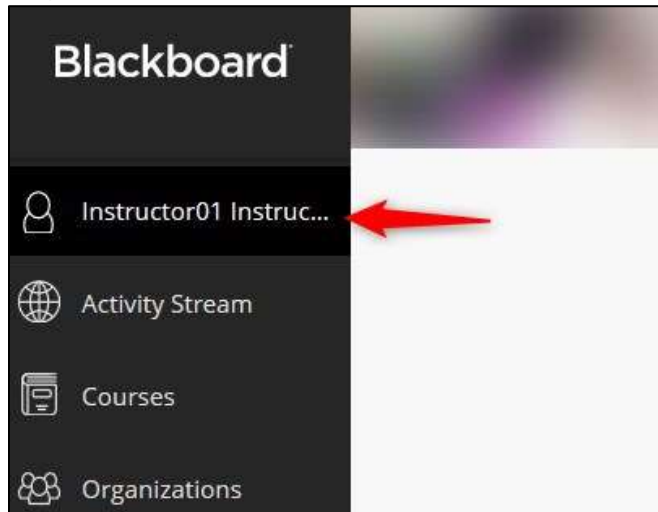 Blackboard
Instructor01 Instruc...
Activity Stream
Courses
Organizations